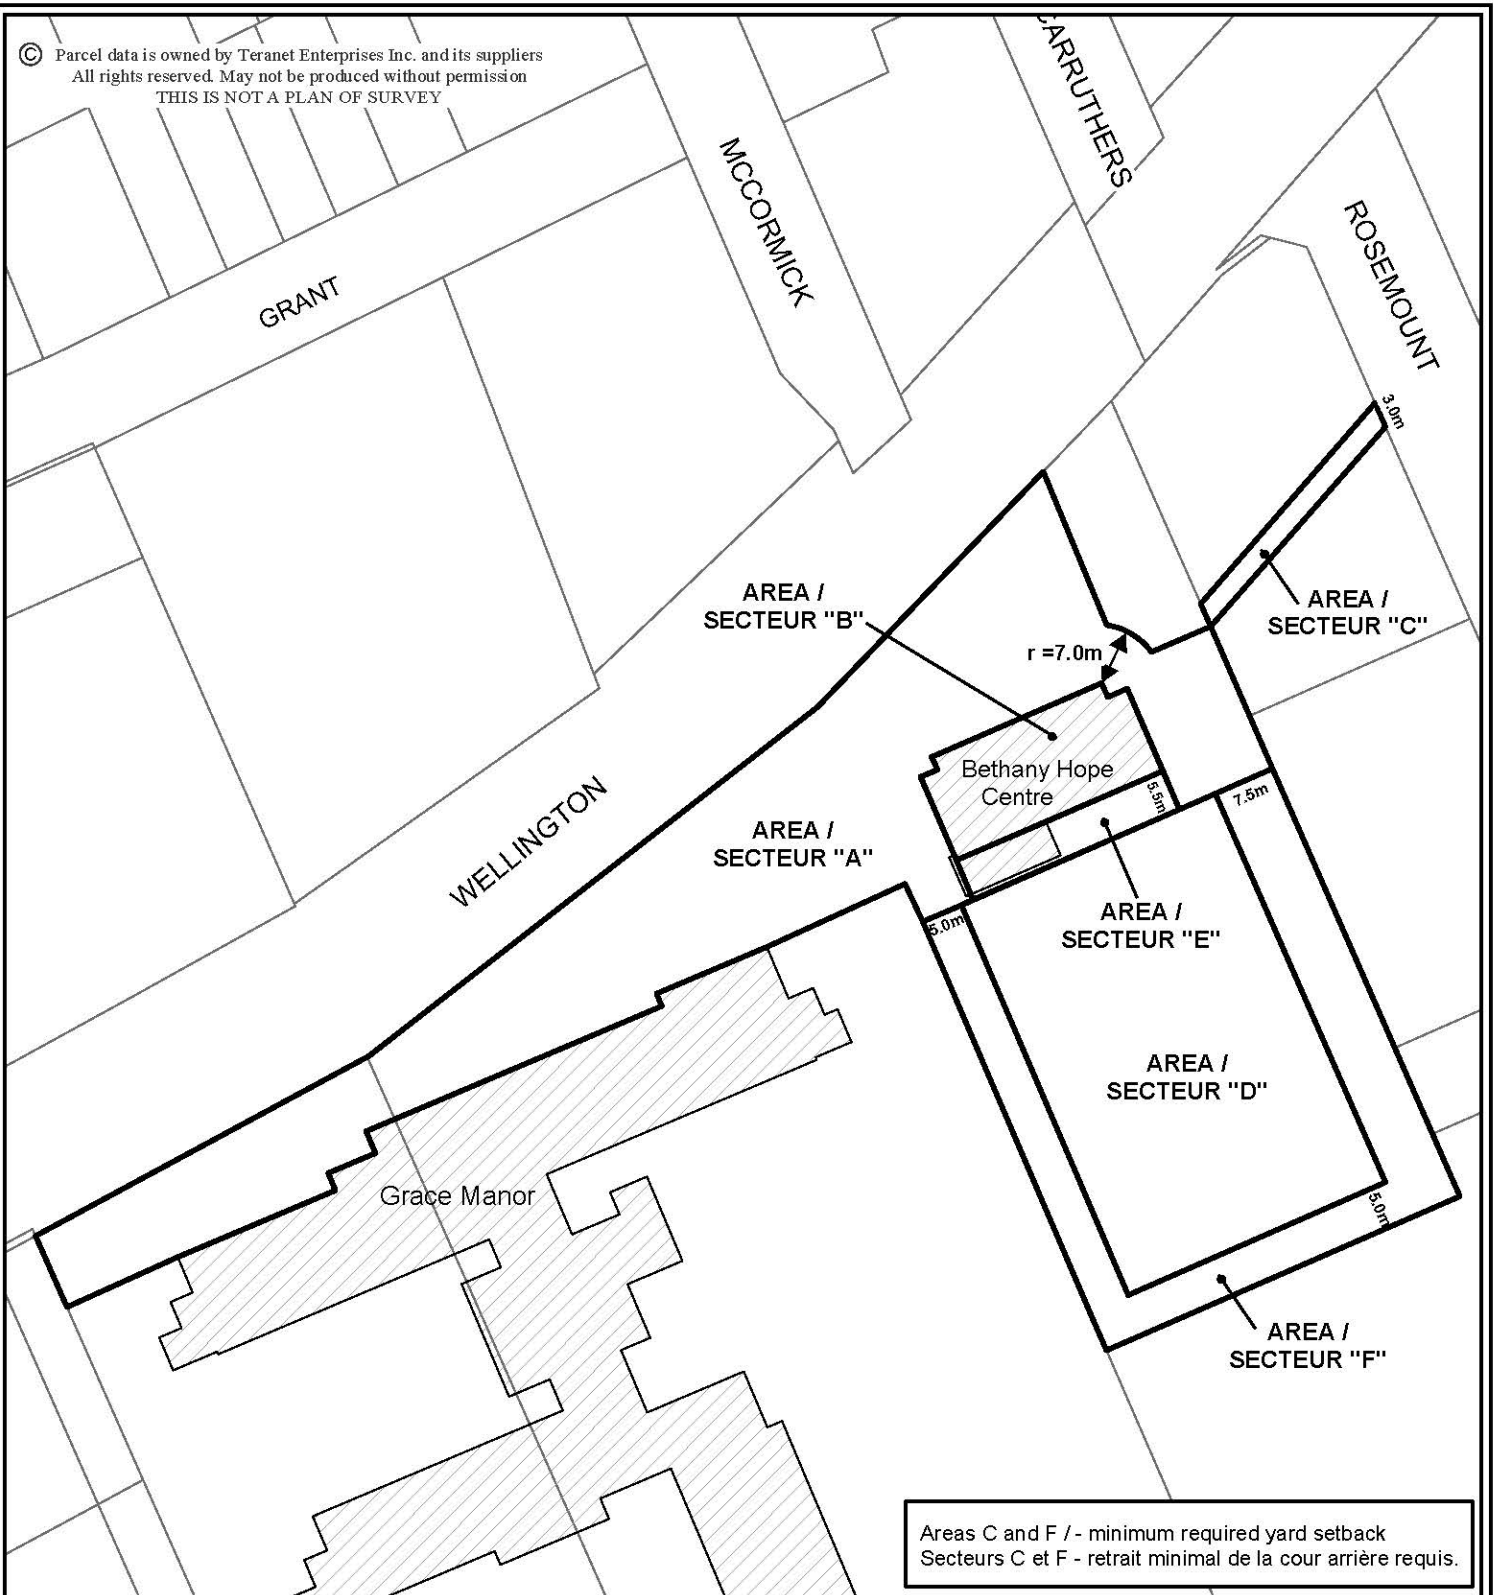 © Parcel data is owned by Teranet Enterprises Inc. and its suppliers
All rights reserved. May not be produced without permission
THIS IS NOT A PLAN OF SURVEY
CARRUTHERS
MCCORMICK
ROSEMOUNT
GRANT
3.0m
AREA /
SECTEUR "B"
AREA /
SECTEUR "C"
r =7.0m
Bethany Hope
Centre
5.5m
7.5m
WELLINGTON
AREA /
SECTEUR "A"
5.0m
AREA /
SECTEUR "E"
AREA /
SECTEUR "D"
Grace Manor
5.0m
AREA /
SECTEUR "F"
Areas C and F / - minimum required yard setback
Secteurs C et F - retrait minimal de la cour arrière requis.